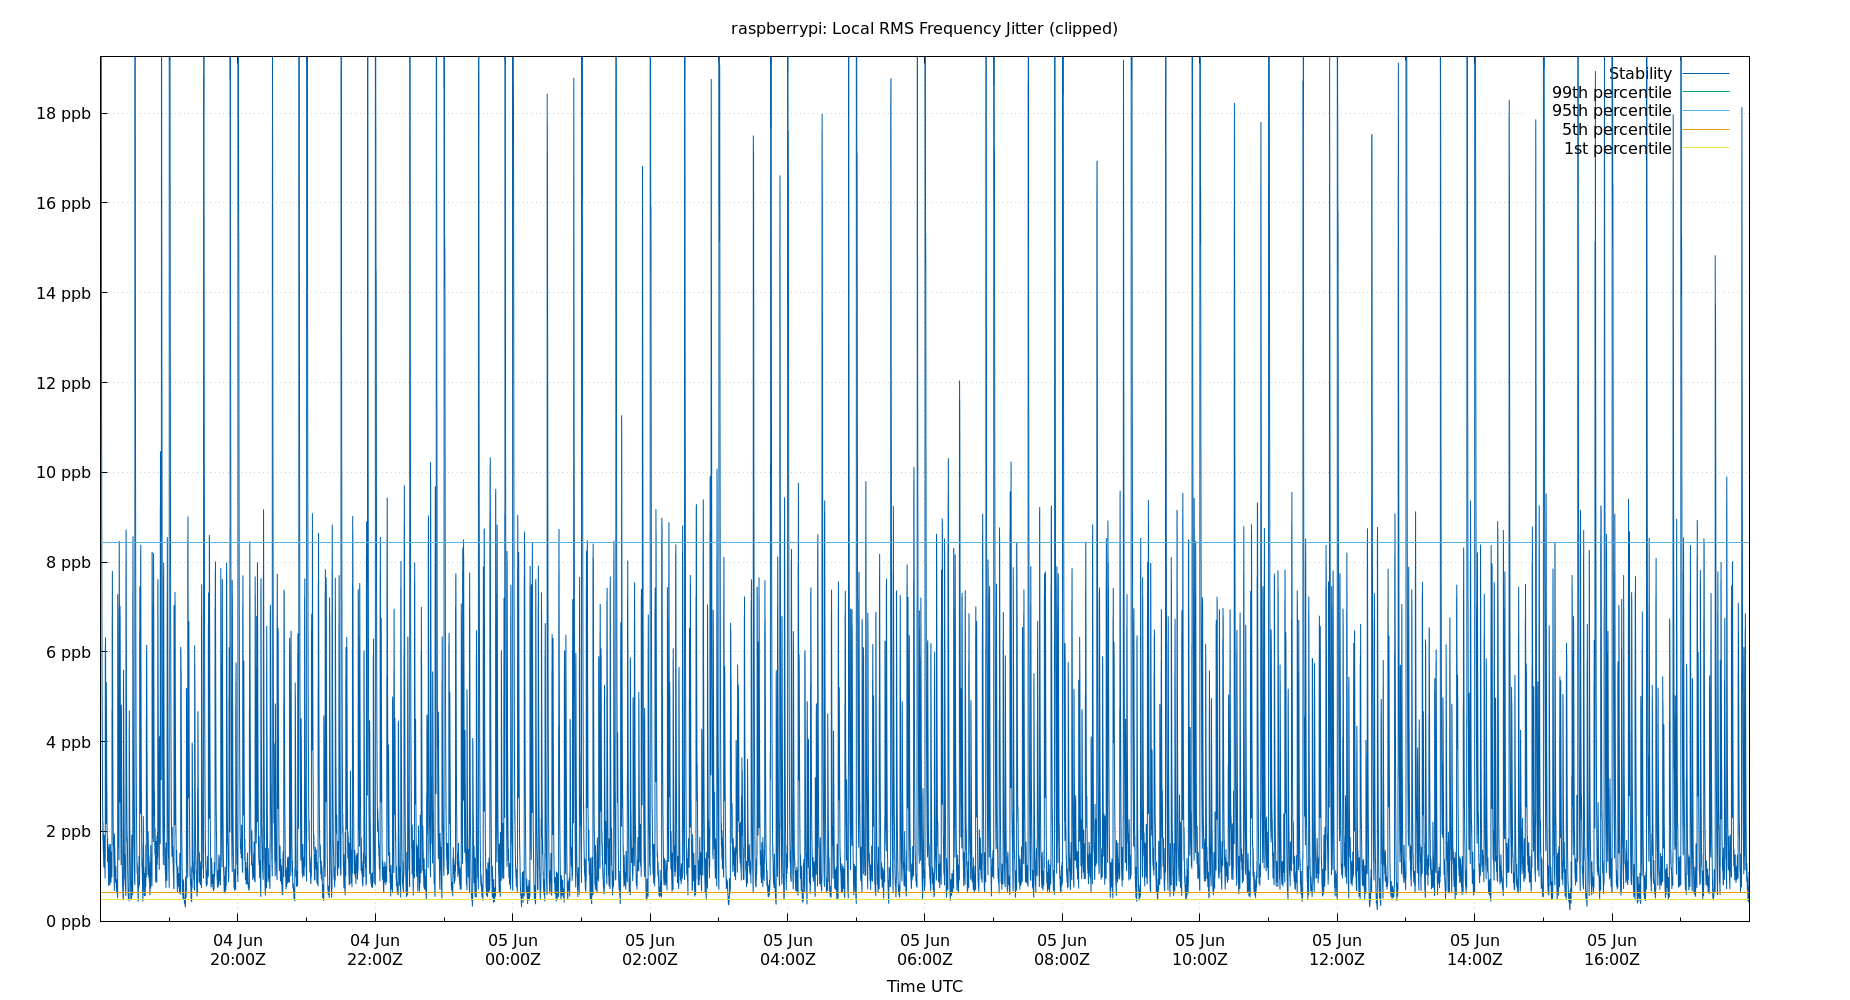 raspberrypi: Local RMS Frequency Jitter (clipped)
Stability
99th percentile
95th percentile
5th percentile
1st percentile
18 ppb
16 ppb
14 ppb
12 ppb
10 ppb
8 ppb
6 ppb
4 ppb
2 ppb
0 ppb
04 Jun 04 Jun 05 Jun 05 Jun 05 Jun 05 Jun 05 Jun 05 Jun 05 Jun 05 Jun 05 Jun
20:00Z 22:00Z 00:00Z 02:00Z 04:00Z 06:00Z 08:00Z 10:00Z 12:00Z 14:00Z 16:00Z
Time UTC